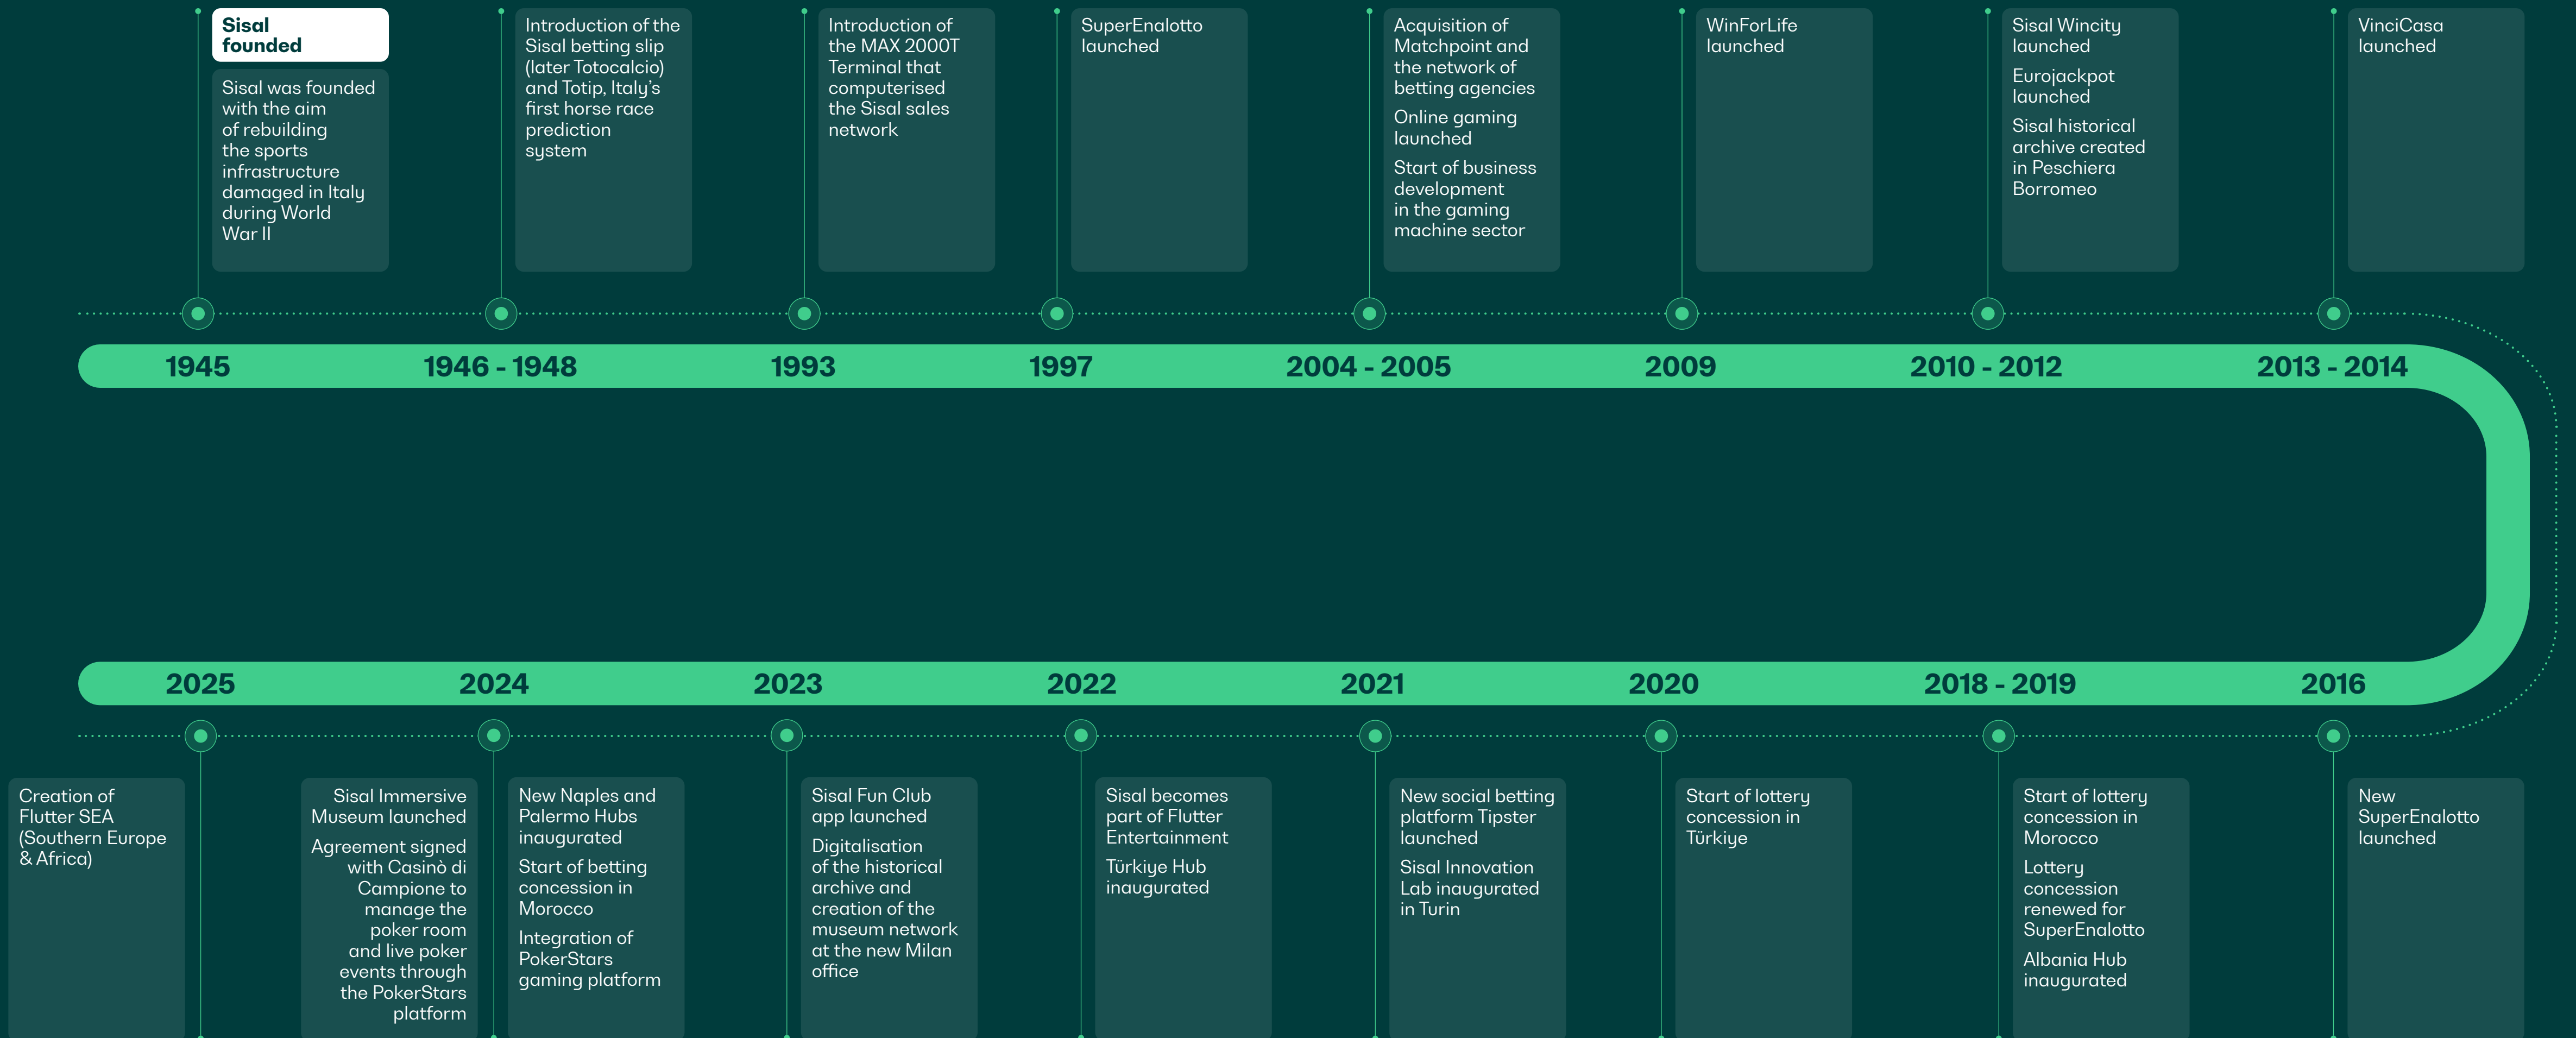 Sisal
founded
Sisal was founded
with the aim
of rebuilding
the sports
infrastructure
damaged in Italy
during World
War II
Introduction of the
Sisal betting slip
(later Totocalcio)
and Totip, Italy’s
first horse race
prediction
system
Introduction of
the MAX 2000T
Terminal that
computerised
the Sisal sales
network
SuperEnalotto
launched
Acquisition of
Matchpoint and
the network of
betting agencies
Online gaming
launched
Start of business
development
in the gaming
machine sector
WinForLife
launched
Sisal Wincity
launched
Eurojackpot
launched
Sisal historical
archive created
in Peschiera
Borromeo
VinciCasa
launched
1945
1946 - 1948
1993
1997
2004 - 2005
2009
2010 - 2012
2013 - 2014
2025
2024
2023
2022
2021
2020
2018 - 2019
2016
Creation of
Flutter SEA
(Southern Europe
& Africa)
Sisal Immersive
Museum launched
Agreement signed
with Casinò di
Campione to
manage the
poker room
and live poker
events through
the PokerStars
platform
New Naples and
Palermo Hubs
inaugurated
Start of betting
concession in
Morocco
Integration of
PokerStars
gaming platform
Sisal Fun Club
app launched
Digitalisation
of the historical
archive and
creation of the
museum network
at the new Milan
office
Sisal becomes
part of Flutter
Entertainment
Türkiye Hub
inaugurated
New social betting
platform Tipster
launched
Sisal Innovation
Lab inaugurated
in Turin
Start of lottery
concession in
Türkiye
Start of lottery
concession in
Morocco
Lottery
concession
renewed for
SuperEnalotto
Albania Hub
inaugurated
New
SuperEnalotto
launched